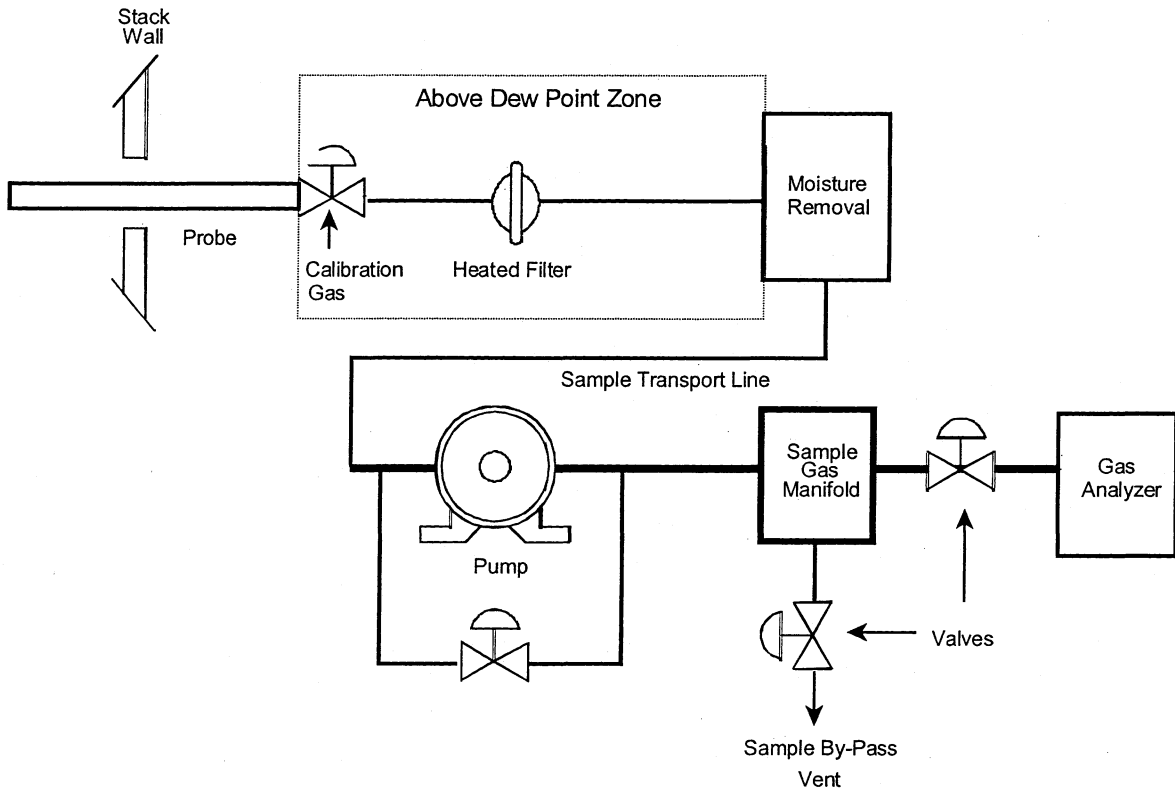 Stack
Wall
Above Dew Point Zone
Moisture
Removal
Probe
Calibration
Gas
Heated Filter
Sample Transport Line
Sample
Gas
Manifold
Gas
Analyzer
Pump
Valves
Sample By-Pass
Vent